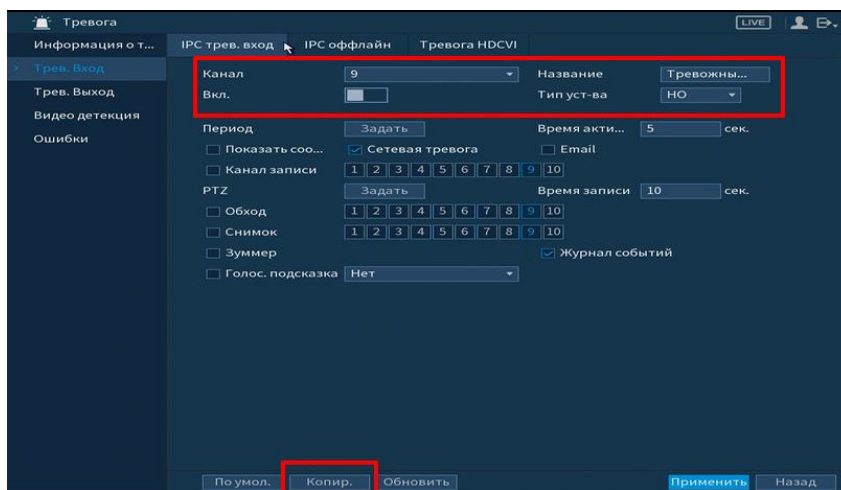 Тревога LIVE
Информация о т... IPC трев. вход IPC оффлайн Тревога HDCVI
Трев. Вход
Трев. Выход
Видео детекция
Ошибки
Канал 9 Название Тревожны...
Вкл. Тип уст-ва НО
Период Задать Время акти... 5 сек.
Показать соо... Сетевая тревога Email
Канал записи 1 2 3 4 5 6 7 8 9 10
PTZ Задать Время записи 10 сек.
Обход 1 2 3 4 5 6 7 8 9 10
Снимок 1 2 3 4 5 6 7 8 9 10
Зуммер Журнал событий
Голос. подсказка Нет
По умол. Копир. Обновить Применить Назад